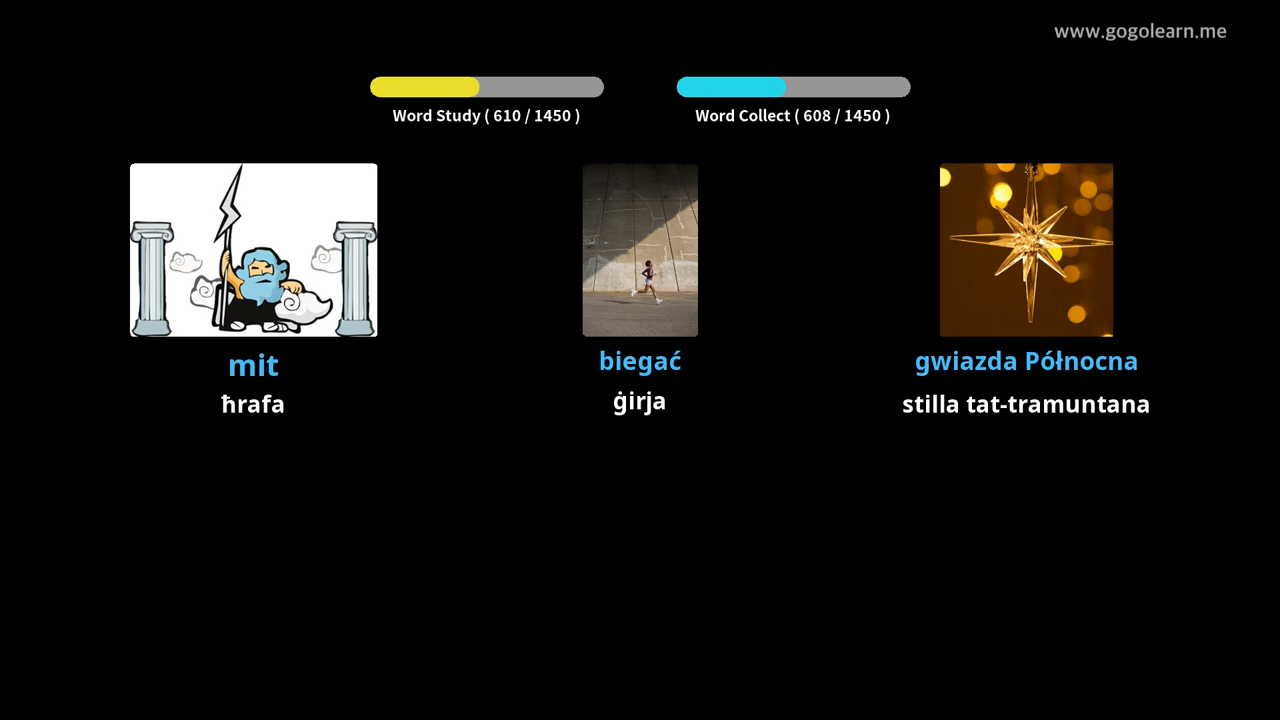 www.gogolearn.me
Word Study ( 610 / 1450 )
Word Collect ( 608 / 1450 )
mit
ħrafa
biegać
ġirja
gwiazda Północna
stilla tat-tramuntana